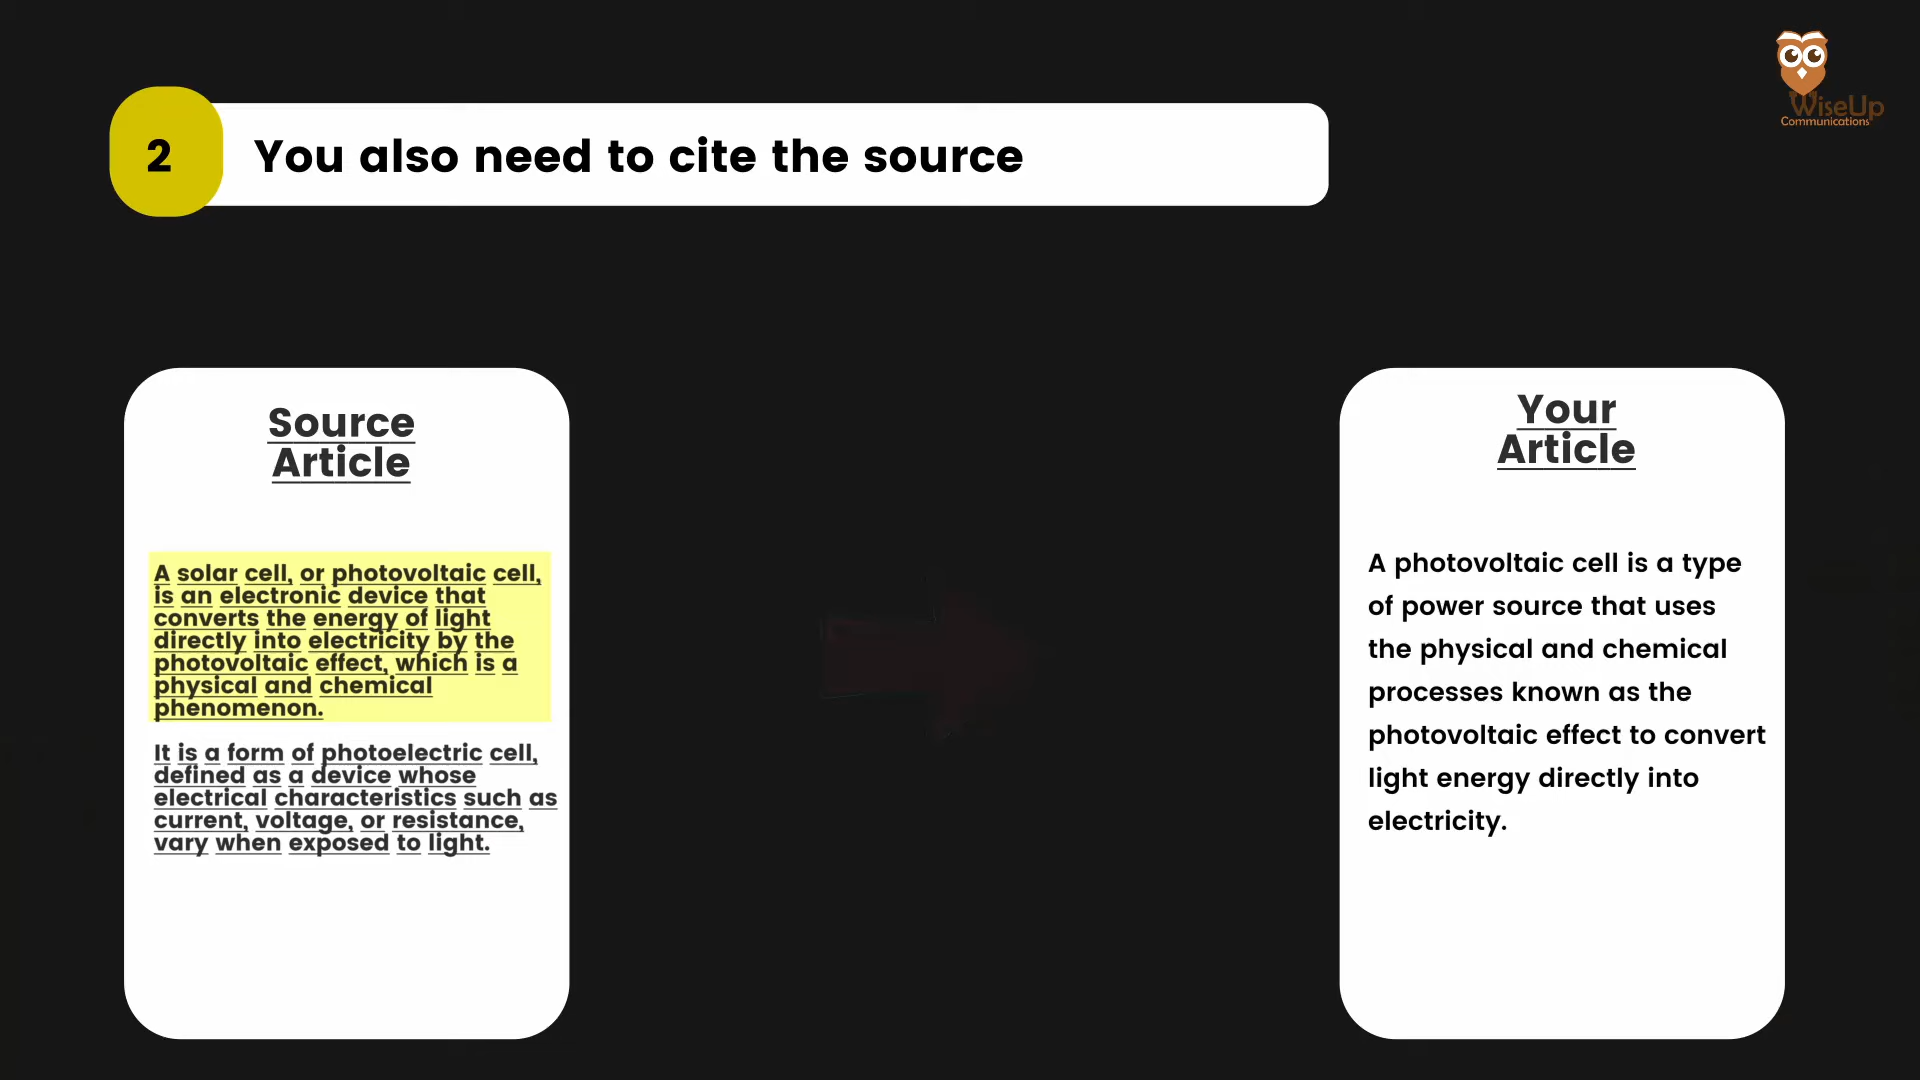 WiseUp
Communications
2
You also need to cite the source
Source
Article
A solar cell, or photovoltaic cell,
is an electronic device that
converts the energy of light
directly into electricity by the
photovoltaic effect, which is a
physical and chemical
phenomenon.
It is a form of photoelectric cell,
defined as a device whose
electrical characteristics such as
current, voltage, or resistance,
vary when exposed to light.
Your
Article
A photovoltaic cell is a type
of power source that uses
the physical and chemical
processes known as the
photovoltaic effect to convert
light energy directly into
electricity.